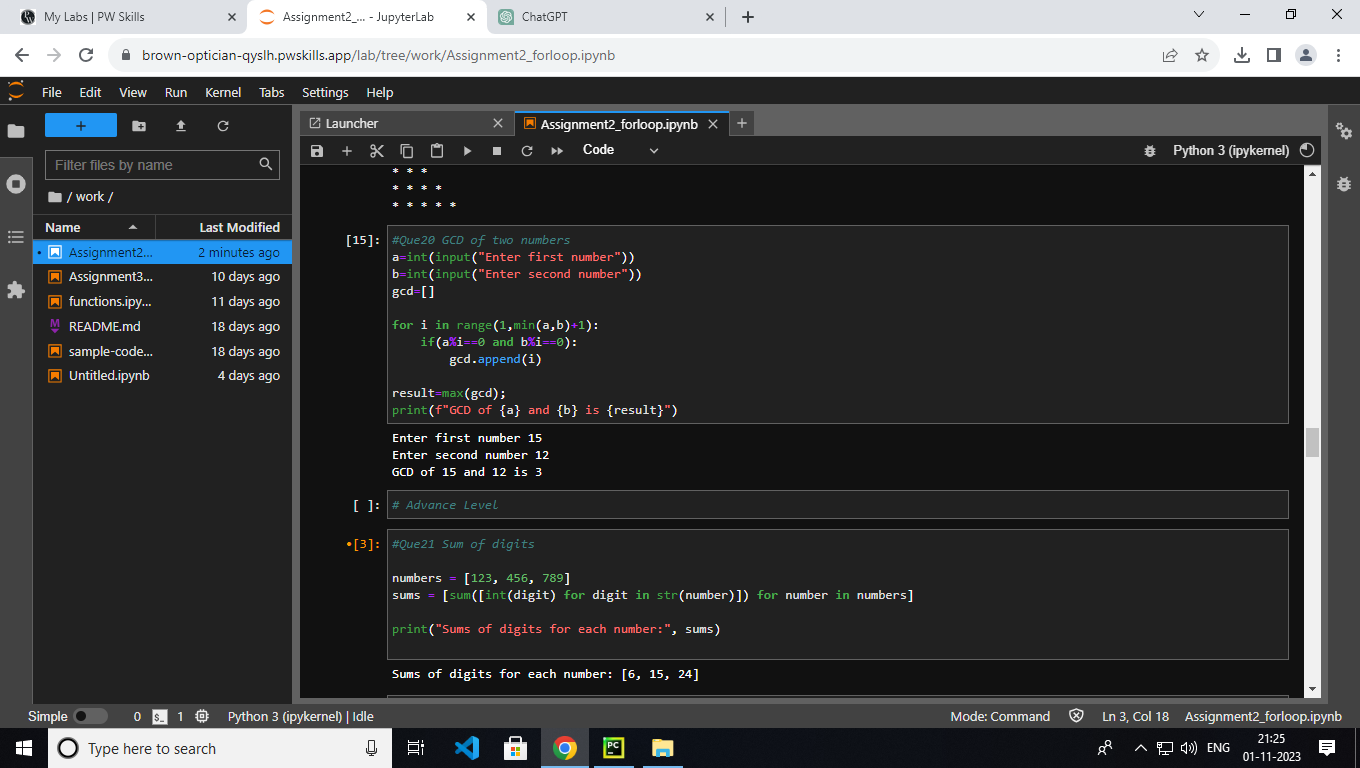 My Labs | PW Skills
Assignment2_... - JupyterLab
ChatGPT
brown-optician-qyslh.pwskills.app/lab/tree/work/Assignment2_forloop.ipynb
File Edit View Run Kernel Tabs Settings Help
Filter files by name
/ work /
Name Last Modified
Assignment2... 2 minutes ago
Assignment3... 10 days ago
functions.ipy... 11 days ago
README.md 18 days ago
sample-code... 18 days ago
Untitled.ipynb 4 days ago
Launcher
Assignment2_forloop.ipynb
Code
Python 3 (ipykernel)
* * *
* * * *
* * * * *
[15]:
#Que20 GCD of two numbers
a=int(input("Enter first number"))
b=int(input("Enter second number"))
gcd=[]
for i in range(1,min(a,b)+1):
    if(a%i==0 and b%i==0):
        gcd.append(i)
result=max(gcd);
print(f"GCD of {a} and {b} is {result}")
Enter first number 15
Enter second number 12
GCD of 15 and 12 is 3
[ ]:
# Advance Level
•[3]:
#Que21 Sum of digits
numbers = [123, 456, 789]
sums = [sum([int(digit) for digit in str(number)]) for number in numbers]
print("Sums of digits for each number:", sums)
Sums of digits for each number: [6, 15, 24]
Simple 0 $_ 1 Python 3 (ipykernel) | Idle
Mode: Command Ln 3, Col 18 Assignment2_forloop.ipynb
Type here to search
PC
ENG
21:25
01-11-2023